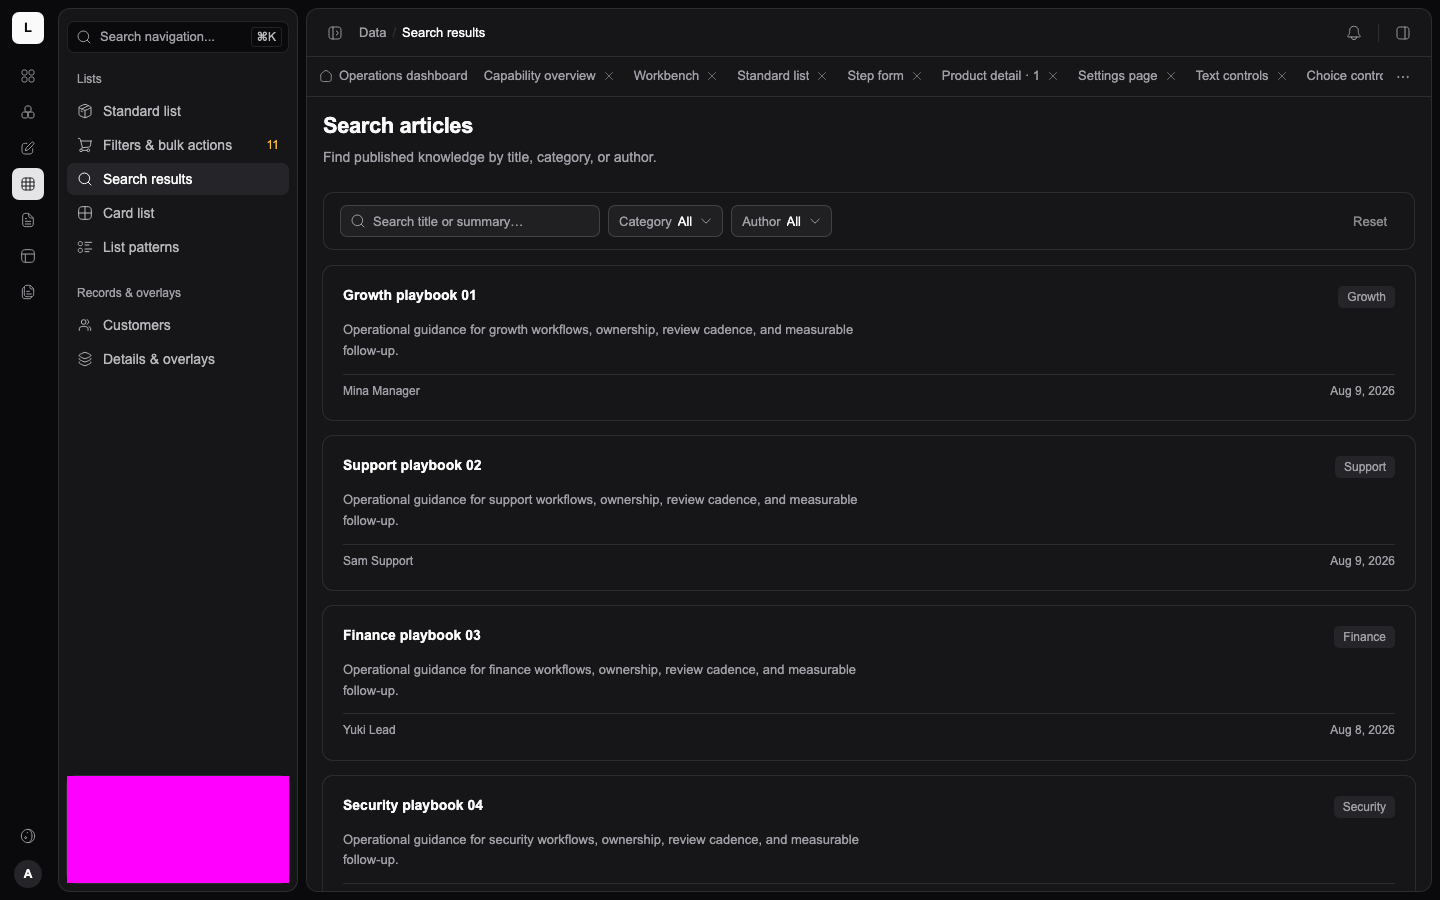 L
Search navigation... ⌘K
Lists
Standard list
Filters & bulk actions 11
Search results
Card list
List patterns
Records & overlays
Customers
Details & overlays
A
Data / Search results
Operations dashboard Capability overview Workbench Standard list Step form Product detail · 1 Settings page Text controls Choice contro ...
Search articles
Find published knowledge by title, category, or author.
Search title or summary… Category All Author All Reset
Growth playbook 01 Growth
Operational guidance for growth workflows, ownership, review cadence, and measurable
follow-up.
Mina Manager Aug 9, 2026
Support playbook 02 Support
Operational guidance for support workflows, ownership, review cadence, and measurable
follow-up.
Sam Support Aug 9, 2026
Finance playbook 03 Finance
Operational guidance for finance workflows, ownership, review cadence, and measurable
follow-up.
Yuki Lead Aug 8, 2026
Security playbook 04 Security
Operational guidance for security workflows, ownership, review cadence, and measurable
follow-up.